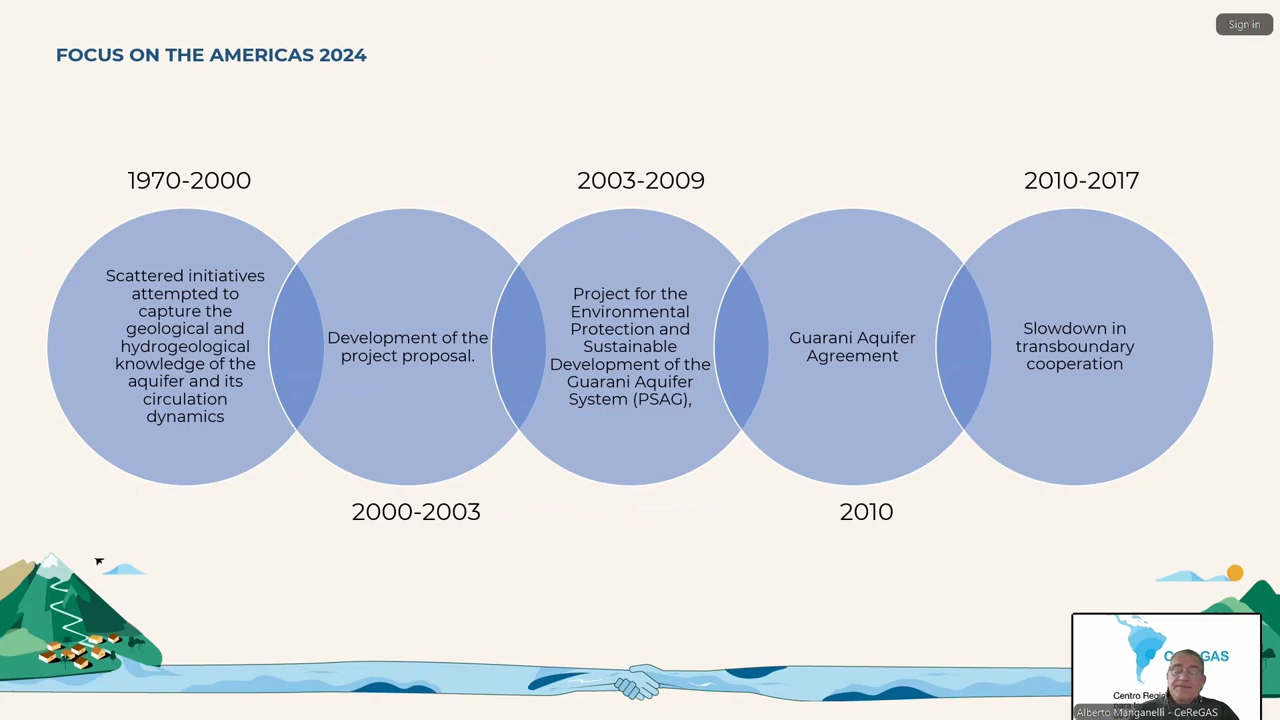 Sign in
FOCUS ON THE AMERICAS 2024
1970-2000
2003-2009
2010-2017
Scattered initiatives
attempted to
capture the
geological and
hydrogeological
knowledge of the
aquifer and its
circulation
dynamics
Development of the
project proposal.
Project for the
Environmental
Protection and
Sustainable
Development of the
Guarani Aquifer
System (PSAG),
Guarani Aquifer
Agreement
Slowdown in
transboundary
cooperation
2000-2003
2010
GAS
Centro
Alberto Manganelli - CeReGAS